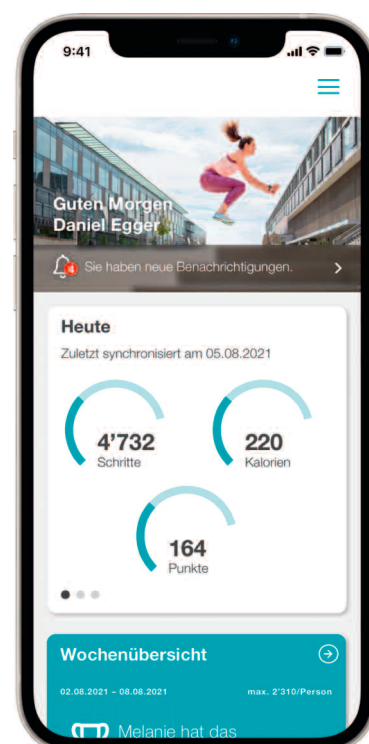 9:41
Guten Morgen
Daniel Egger
4
Sie haben neue Benachrichtigungen.
Heute
Zuletzt synchronisiert am 05.08.2021
4’732
Schritte
220
Kalorien
164
Punkte
Wochenübersicht
02.08.2021 – 08.08.2021 max. 2’310/Person
Melanie hat das